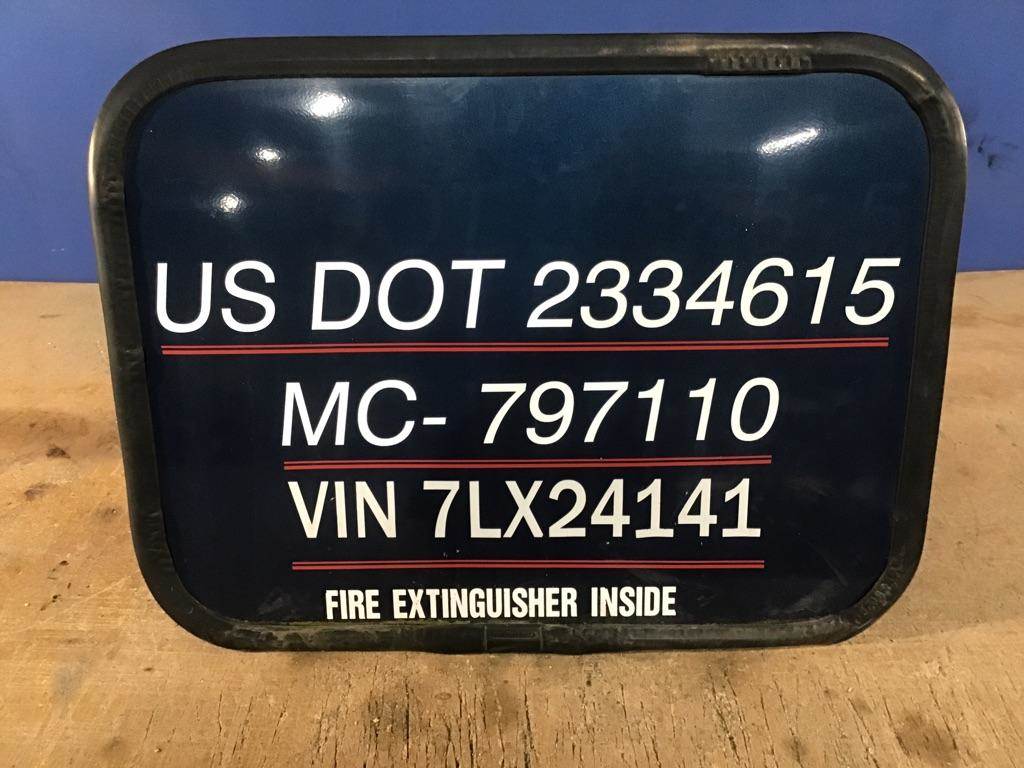 US DOT 2334615
MC- 797110
VIN 7LX24141
FIRE EXTINGUISHER INSIDE